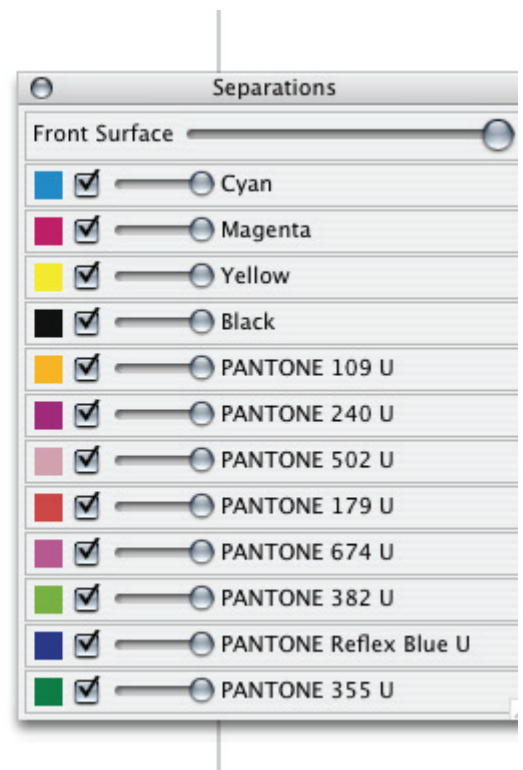 Separations
Front Surface
Cyan
Magenta
Yellow
Black
PANTONE 109 U
PANTONE 240 U
PANTONE 502 U
PANTONE 179 U
PANTONE 674 U
PANTONE 382 U
PANTONE Reflex Blue U
PANTONE 355 U